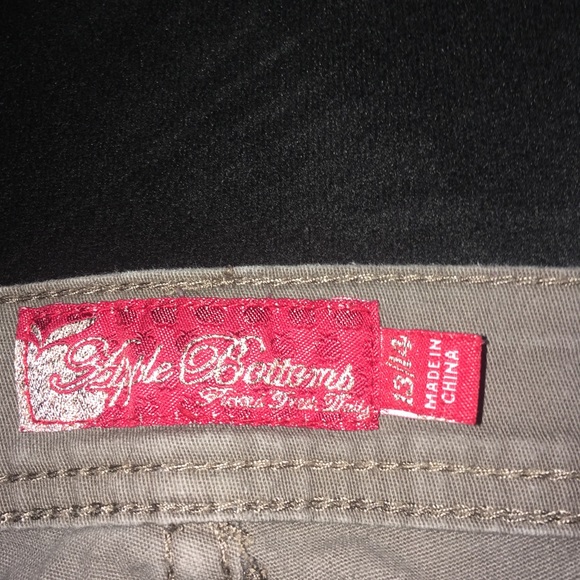 Apple Bottoms
13/14
MADE IN
CHINA